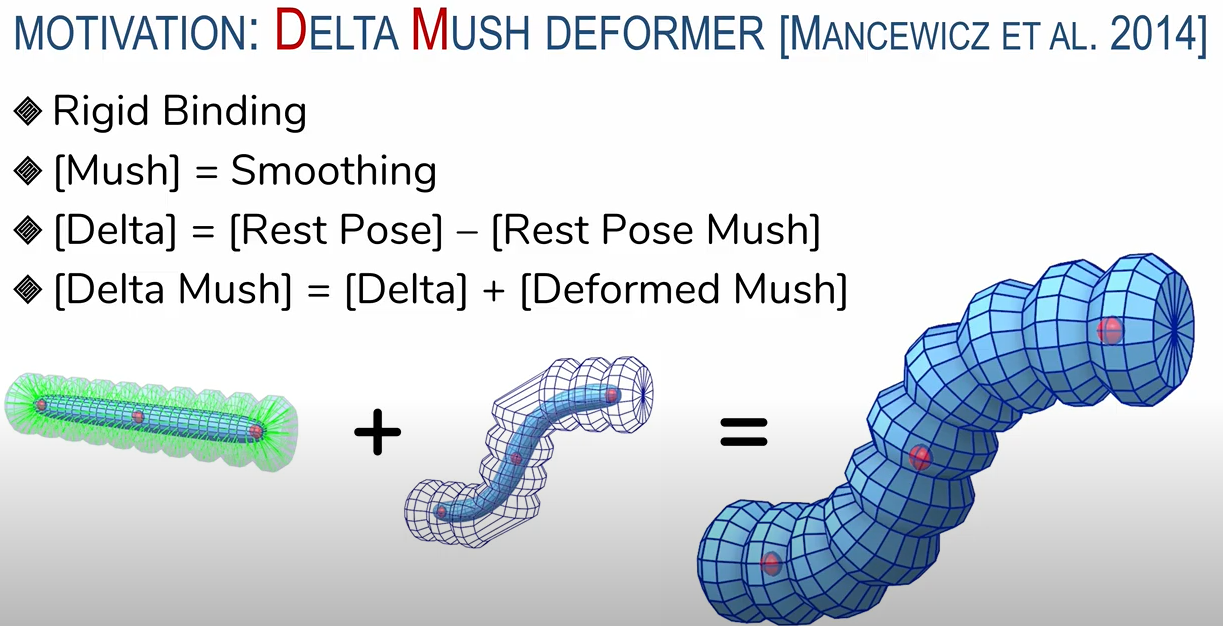 MOTIVATION: DELTA MUSH DEFORMER [MANCEWICZ ET AL. 2014]
Rigid Binding
[Mush] = Smoothing
[Delta] = [Rest Pose] – [Rest Pose Mush]
[Delta Mush] = [Delta] + [Deformed Mush]
+ =